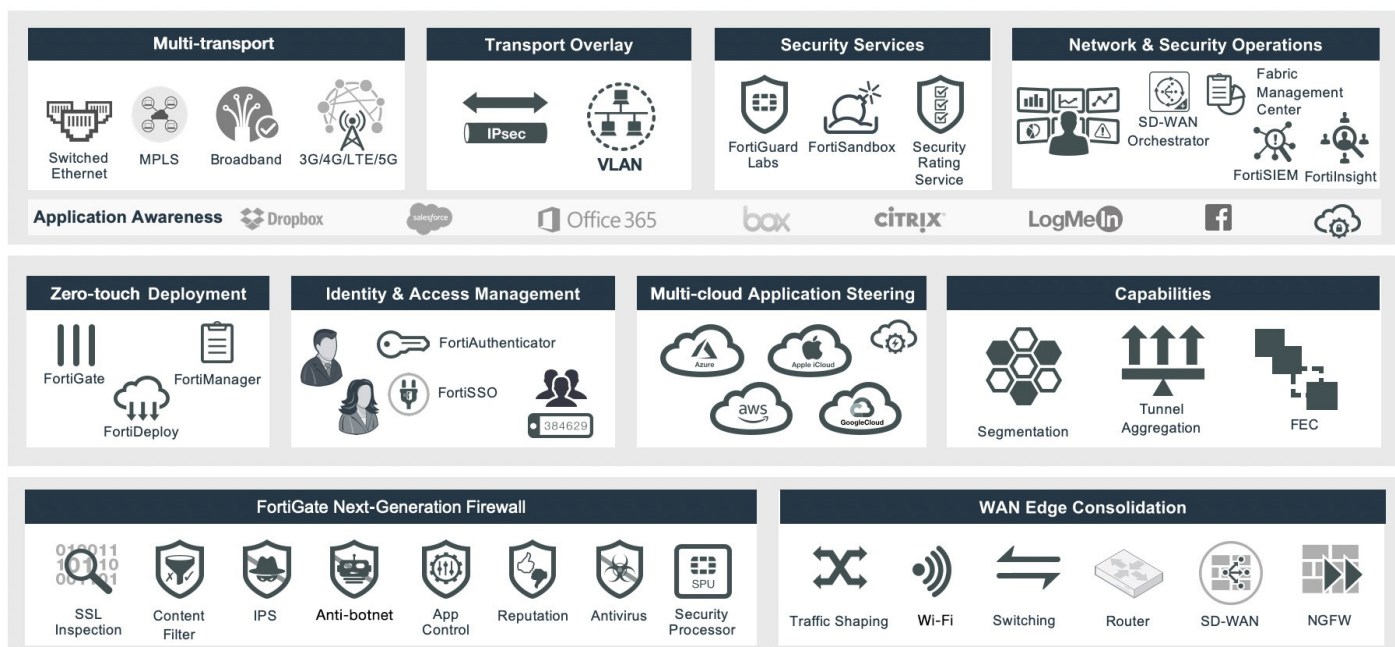 Multi-transport
Switched
Ethernet
MPLS
Broadband
3G/4G/LTE/5G
Transport Overlay
IPsec
VLAN
Security Services
FortiGuard
Labs
FortiSandbox
Security
Rating
Service
Network & Security Operations
SD-WAN
Orchestrator
Fabric
Management
Center
FortiSIEM
FortiInsight
Application Awareness
Dropbox
salesforce
Office 365
box
CiTRIX
LogMeIn
Zero-touch Deployment
FortiGate
FortiManager
FortiDeploy
Identity & Access Management
FortiAuthenticator
FortiSSO
384629
Multi-cloud Application Steering
Azure
Apple iCloud
aws
GoogleCloud
Capabilities
Segmentation
Tunnel
Aggregation
FEC
FortiGate Next-Generation Firewall
SSL
Inspection
Content
Filter
IPS
Anti-botnet
App
Control
Reputation
Antivirus
SPU
Security
Processor
WAN Edge Consolidation
Traffic Shaping
Wi-Fi
Switching
Router
SD-WAN
NGFW